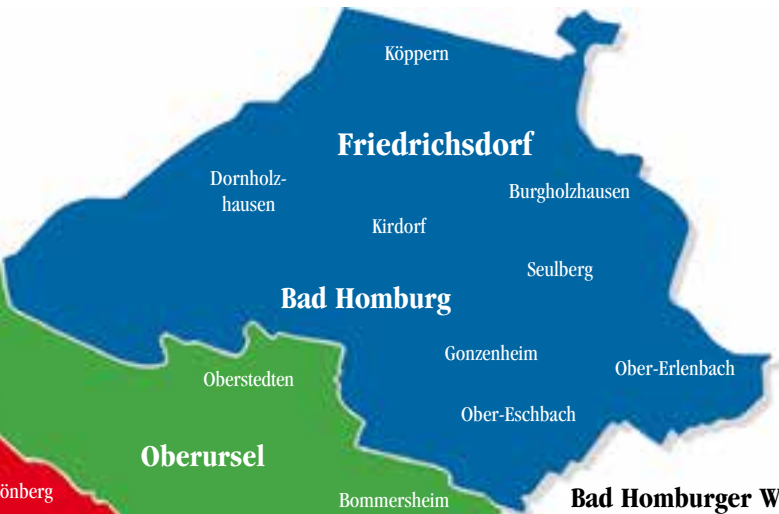 Köppern
Friedrichsdorf
Dornholz-
hausen
Burgholzhausen
Kirdorf
Seulberg
Bad Homburg
Gonzenheim
Ober-Erlenbach
Oberstedten
Ober-Eschbach
Oberursel
önberg
Bommersheim
Bad Homburger W